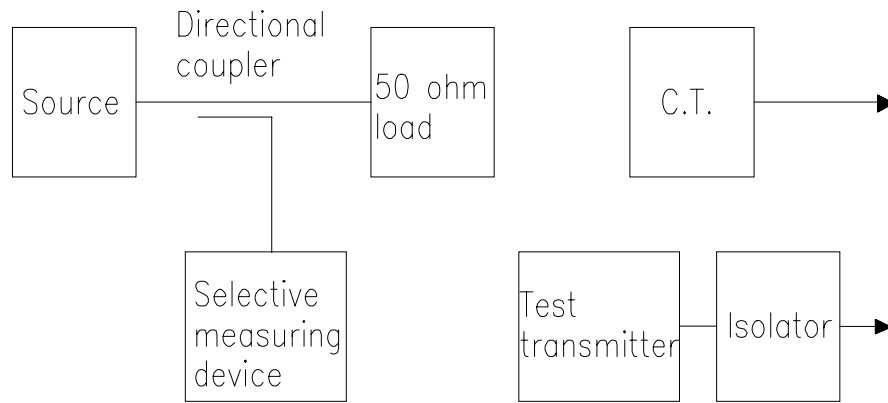 Directional
coupler
Source
50 ohm
load
C.T.
Selective
measuring
device
Test
transmitter
Isolator